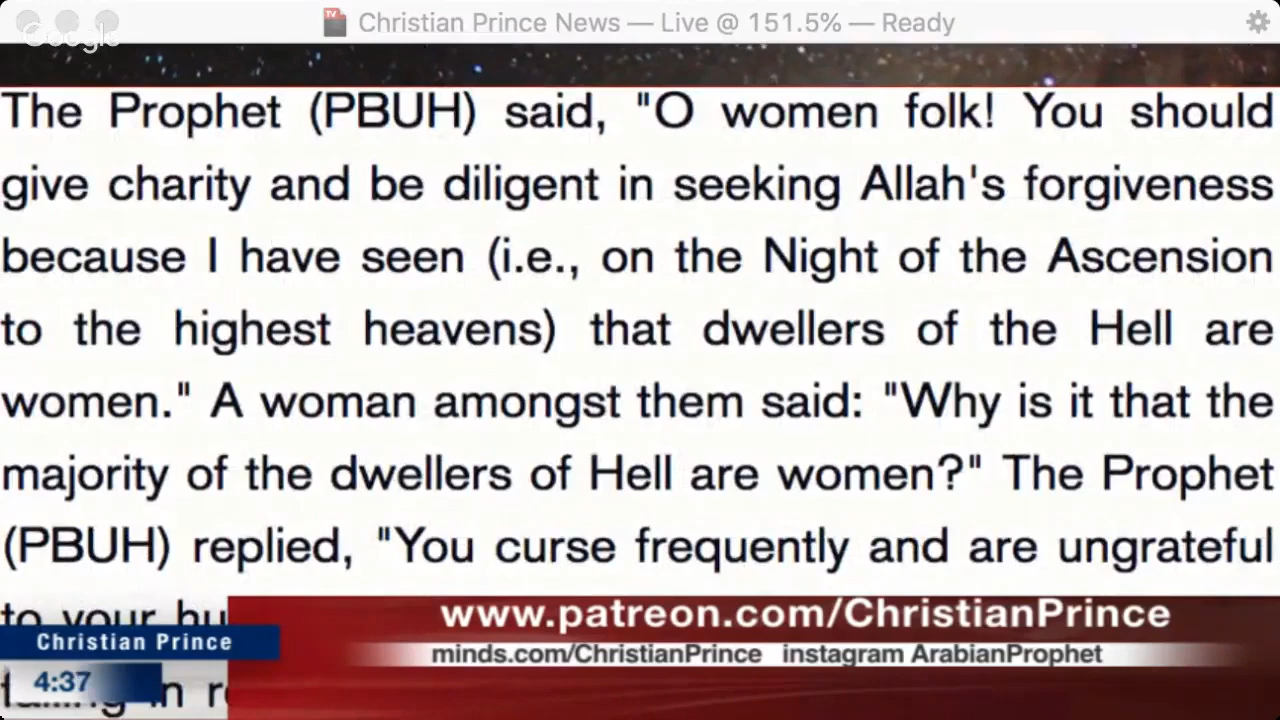 Christian Prince News — Live @ 151.5% — Ready
Google
The Prophet (PBUH) said, "O women folk! You should
give charity and be diligent in seeking Allah's forgiveness
because I have seen (i.e., on the Night of the Ascension
to the highest heavens) that dwellers of the Hell are
women." A woman amongst them said: "Why is it that the
majority of the dwellers of Hell are women?" The Prophet
(PBUH) replied, "You curse frequently and are ungrateful
to your
www.patreon.com/ChristianPrince
Christian Prince
minds.com/ChristianPrince instagram ArabianProphet
4:37
in